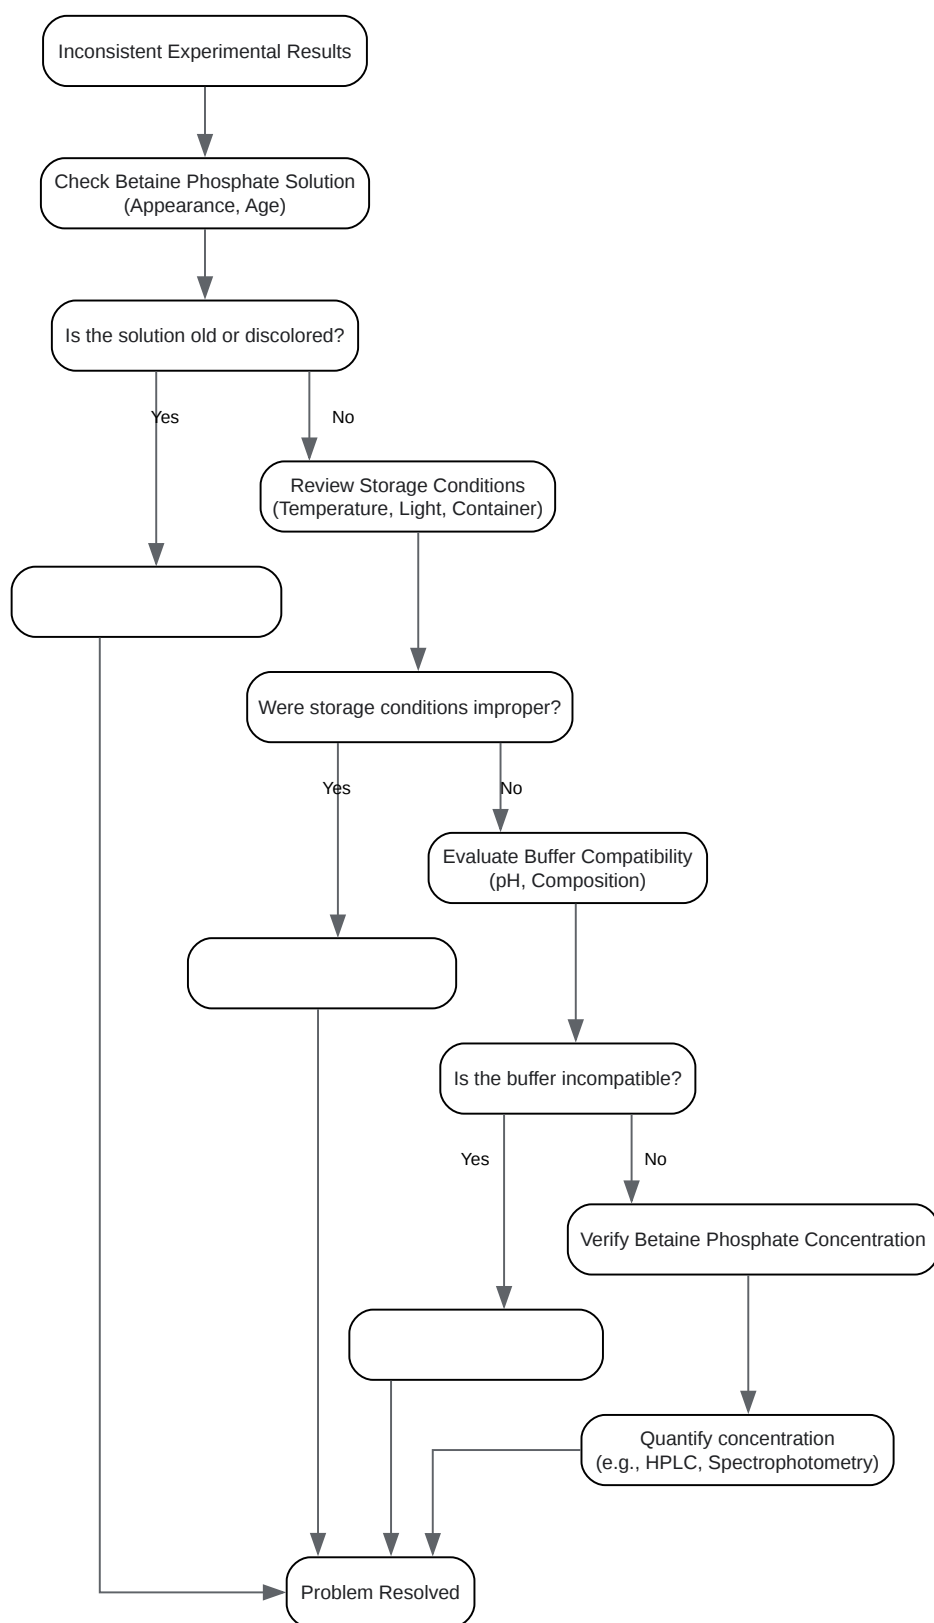 Inconsistent Experimental Results
Check Betaine Phosphate Solution
(Appearance, Age)
Is the solution old or discolored?
Yes
No
Review Storage Conditions
(Temperature, Light, Container)
Were storage conditions improper?
Yes
No
Evaluate Buffer Compatibility
(pH, Composition)
Is the buffer incompatible?
Yes
No
Verify Betaine Phosphate Concentration
Quantify concentration
(e.g., HPLC, Spectrophotometry)
Problem Resolved